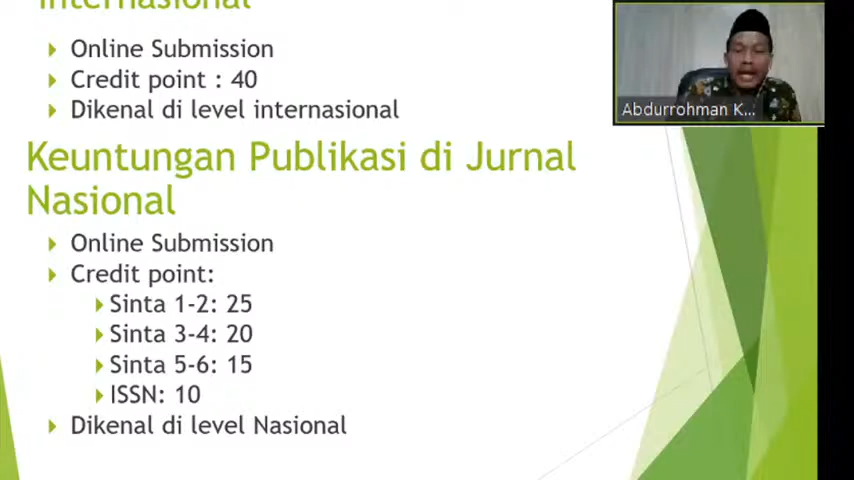 Internasional
Online Submission
Credit point : 40
Dikenal di level internasional
Abdurrohman K...
Keuntungan Publikasi di Jurnal
Nasional
Online Submission
Credit point:
Sinta 1-2: 25
Sinta 3-4: 20
Sinta 5-6: 15
ISSN: 10
Dikenal di level Nasional